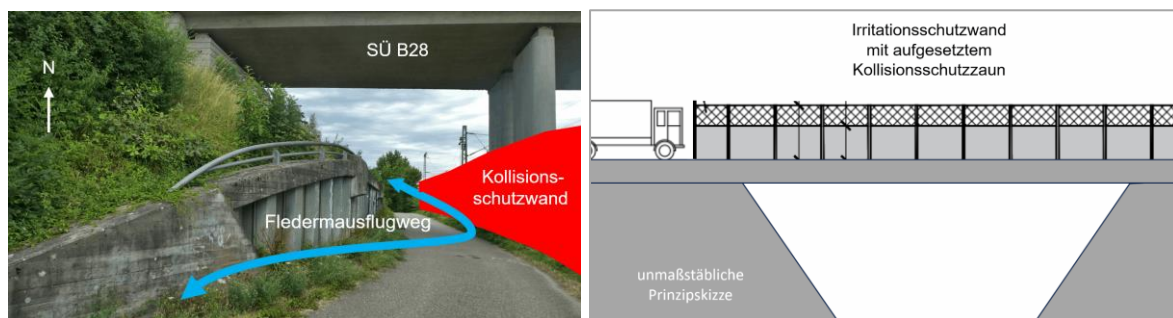 SÜ B28
N
Kollisions-
schutzwand
Fledermausflugweg
Irritationsschutzwand
mit aufgesetztem
Kollisionsschutzzaun
unmaßstäbliche
Prinzipskizze